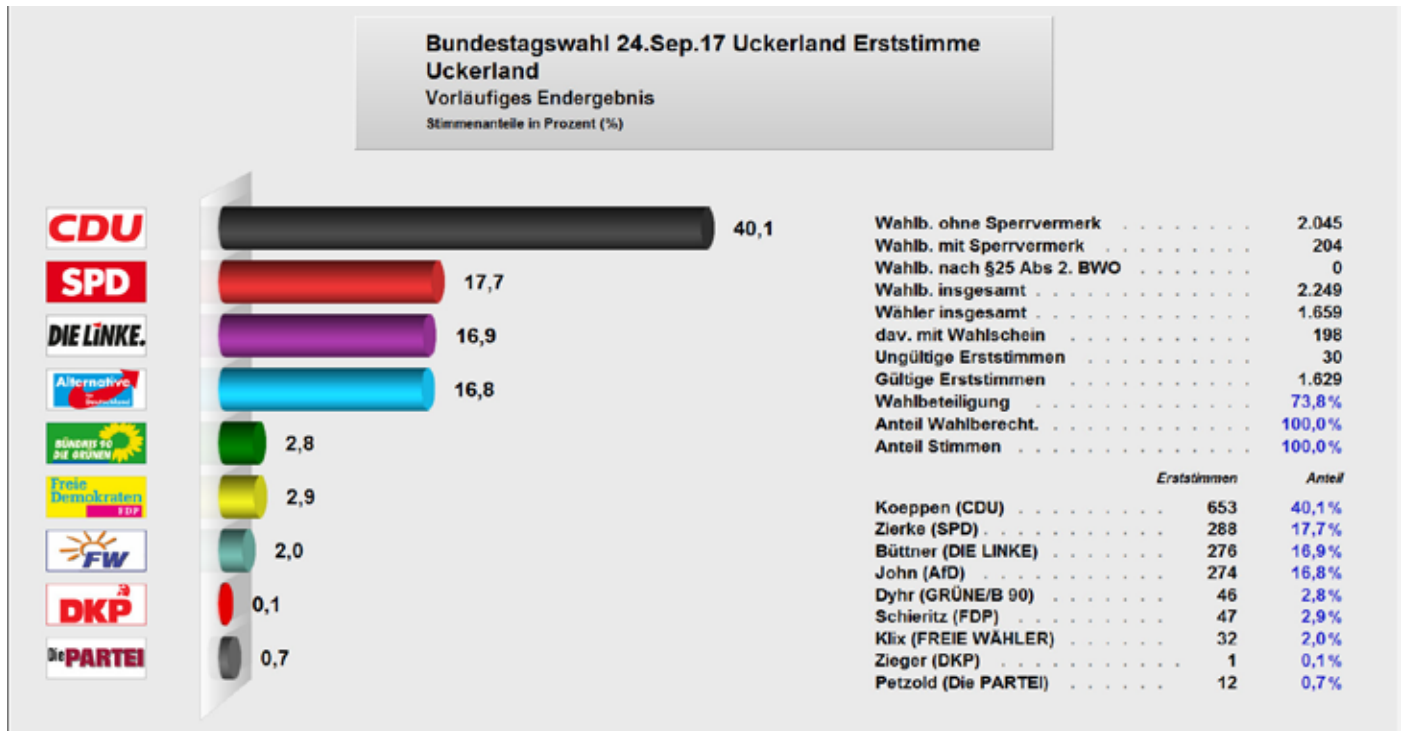 Bundestagswahl 24.Sep.17 Uckerland Erststimme
Uckerland
Vorläufiges Endergebnis
Stimmenanteile in Prozent (%)
CDU 40,1
SPD 17,7
DIE LiNKE. 16,9
Alternative
für
Deutschland
16,8
BÜNDNIS 90
DIE GRÜNEN
2,8
Freie
Demokraten
FDP
2,9
FW 2,0
DKP 0,1
Die PARTEI 0,7
Wahlb. ohne Sperrvermerk . . . . . . . . 2.045
Wahlb. mit Sperrvermerk . . . . . . . . . 204
Wahlb. nach §25 Abs 2. BWO . . . . . . . 0
Wahlb. insgesamt . . . . . . . . . . . . . 2.249
Wähler insgesamt . . . . . . . . . . . . . 1.659
dav. mit Wahlschein . . . . . . . . . . . 198
Ungültige Erststimmen . . . . . . . . . . 30
Gültige Erststimmen . . . . . . . . . . . 1.629
Wahlbeteiligung . . . . . . . . . . . . . 73,8%
Anteil Wahlberecht. . . . . . . . . . . . . 100,0%
Anteil Stimmen . . . . . . . . . . . . . . 100,0%
Erststimmen Anteil
Koeppen (CDU) . . . . . . . . . . 653 40,1%
Zierke (SPD) . . . . . . . . . . . . 288 17,7%
Büttner (DIE LINKE) . . . . . . . 276 16,9%
John (AfD) . . . . . . . . . . . 274 16,8%
Dyhr (GRÜNE/B 90) . . . . . . . 46 2,8%
Schieritz (FDP) . . . . . . . . . . 47 2,9%
Klix (FREIE WÄHLER) . . . . . . 32 2,0%
Zieger (DKP) . . . . . . . . . . . . 1 0,1%
Petzold (Die PARTEI) . . . . . . 12 0,7%